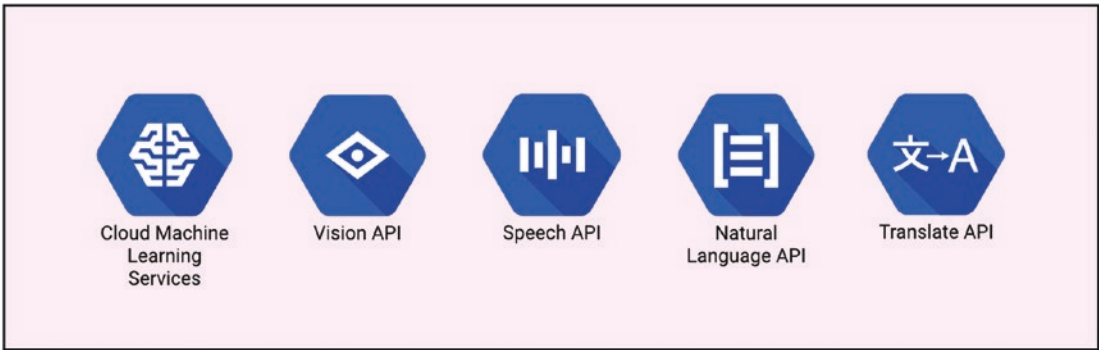 文→A
Cloud Machine
Learning
Services
Vision API
Speech API
Natural
Language API
Translate API